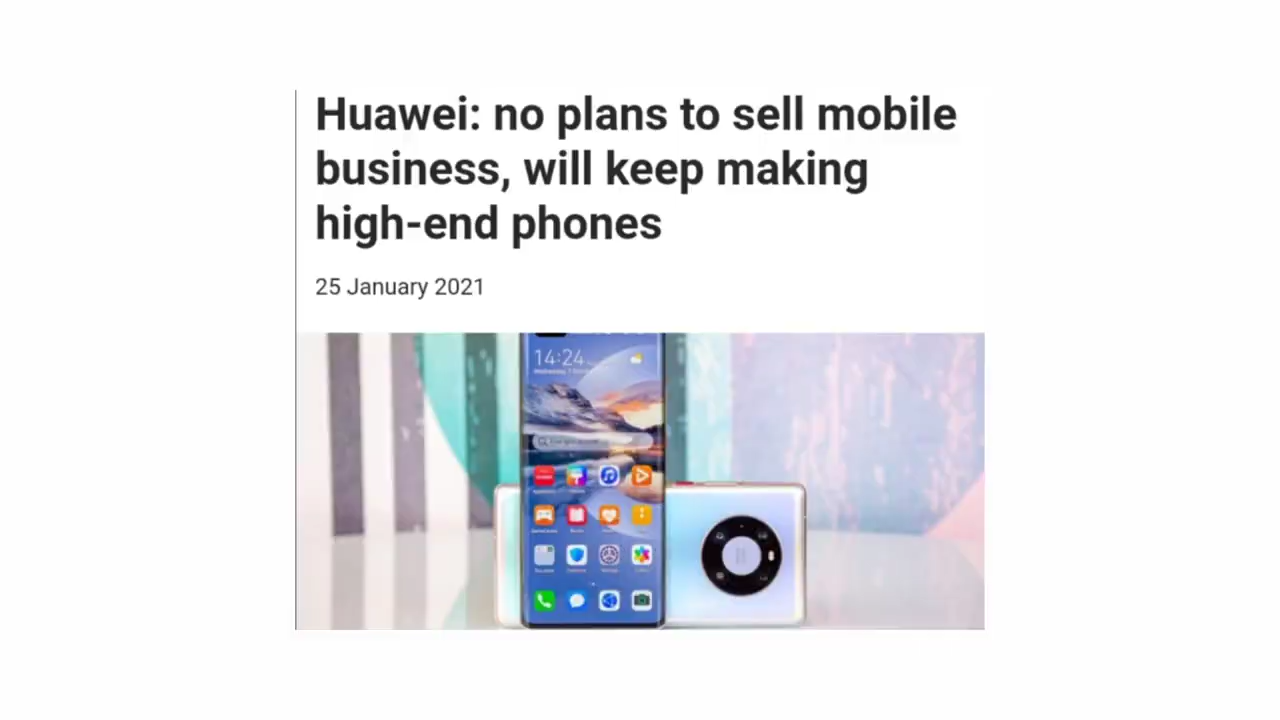 Huawei: no plans to sell mobile
business, will keep making
high-end phones
25 January 2021
14:24